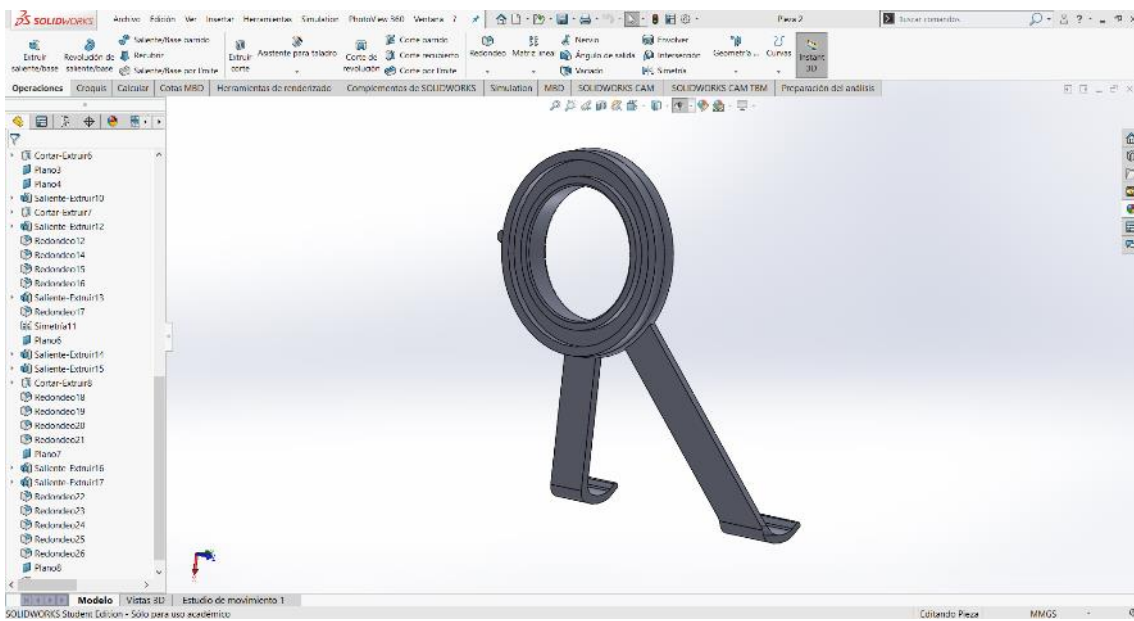 SOLIDWORKS
Archivo Edición Ver Insertar Herramientas Simulation PhotoView 360 Ventana ?
Pieza 2
Buscar comandos
Extruir saliente/base
Revolución de saliente/base
Saliente/Base barrido
Recubrir
Saliente/Base por límite
Extruir corte
Asistente para taladro
Corte de revolución
Corte barrido
Corte recubierto
Corte por límite
Redondeo
Matriz lineal
Nervio
Ángulo de salida
Vaciado
Envolver
Intersección
Simetría
Geometría...
Curvas
Instant 3D
Operaciones Croquis Calcular Cotas MBD Herramientas de renderizado Complementos de SOLIDWORKS Simulation MBD SOLIDWORKS CAM SOLIDWORKS CAM TBM Preparación del análisis
Cortar-Extruir6
Plano3
Plano4
Saliente-Extruir10
Cortar-Extruir7
Saliente-Extruir12
Redondeo12
Redondeo14
Redondeo15
Redondeo16
Saliente-Extruir13
Redondeo17
Simetría11
Plano6
Saliente-Extruir14
Saliente-Extruir15
Cortar-Extruir8
Redondeo18
Redondeo19
Redondeo20
Redondeo21
Plano7
Saliente-Extruir16
Saliente-Extruir17
Redondeo22
Redondeo23
Redondeo24
Redondeo25
Redondeo26
Plano8
Modelo Vistas 3D Estudio de movimiento 1
SOLIDWORKS Student Edition - Sólo para uso académico
Editando Pieza MMGS